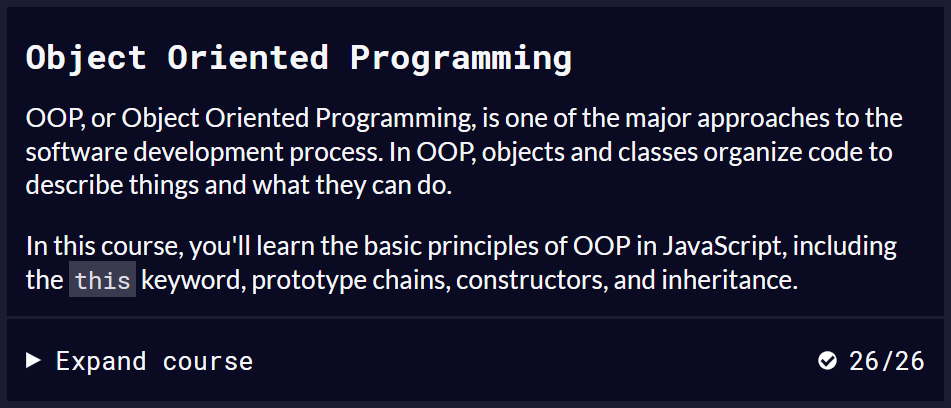 Object Oriented Programming
OOP, or Object Oriented Programming, is one of the major approaches to the
software development process. In OOP, objects and classes organize code to
describe things and what they can do.
In this course, you'll learn the basic principles of OOP in JavaScript, including
the this keyword, prototype chains, constructors, and inheritance.
Expand course 26/26